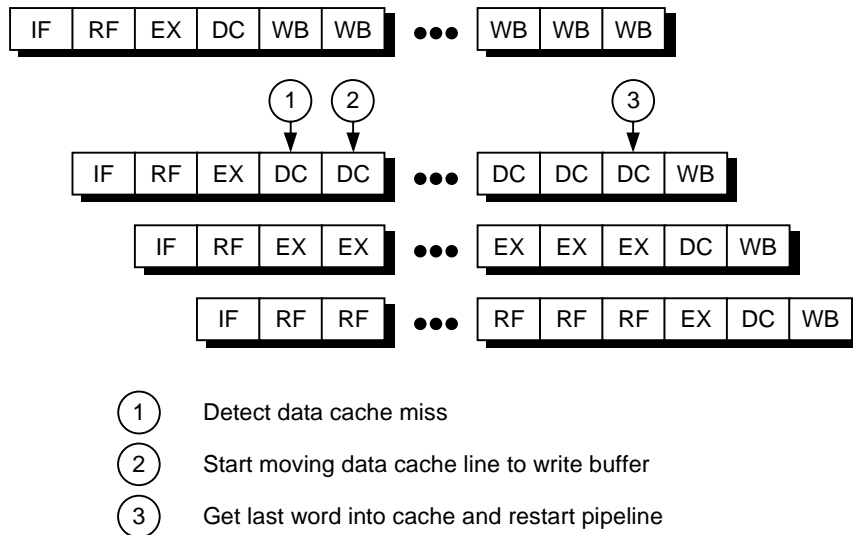 IF RF EX DC WB WB ●●● WB WB WB
1 2 3
IF RF EX DC DC ●●● DC DC DC WB
IF RF EX EX ●●● EX EX EX DC WB
IF RF RF ●●● RF RF RF EX DC WB
1 Detect data cache miss
2 Start moving data cache line to write buffer
3 Get last word into cache and restart pipeline